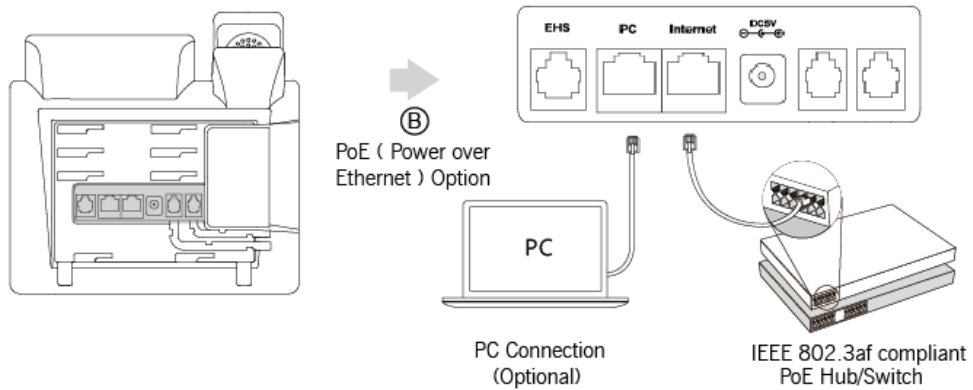 EHS PC Internet DC5V
B
PoE ( Power over
Ethernet ) Option
PC
PC Connection
(Optional)
IEEE 802.3af compliant
PoE Hub/Switch